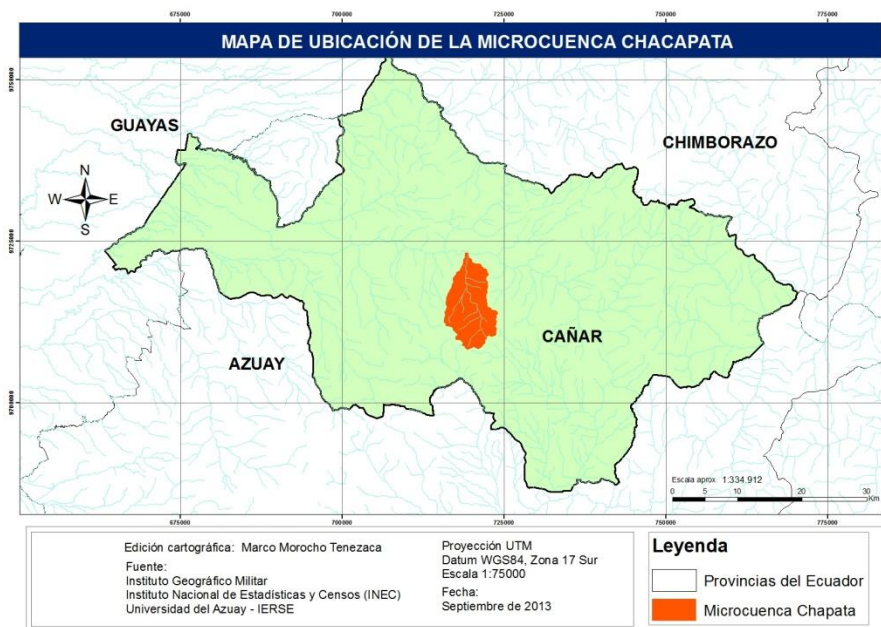 675000 700000 725000 750000 775000
MAPA DE UBICACIÓN DE LA MICROCUENCA CHACAPATA
9750000
GUAYAS
CHIMBORAZO
N
W E
S
9725000
CAÑAR
AZUAY
9700000
Escala aprox. 1:334.912
0 5 10 20 30
Km
675000 700000 725000 750000 775000
Edición cartográfica: Marco Morocho Tenezaca
Fuente:
Instituto Geográfico Militar
Instituto Nacional de Estadísticas y Censos (INEC)
Universidad del Azuay - IERSE
Proyección UTM
Datum WGS84, Zona 17 Sur
Escala 1:75000
Fecha:
Septiembre de 2013
Leyenda
Provincias del Ecuador
Microcuenca Chapata